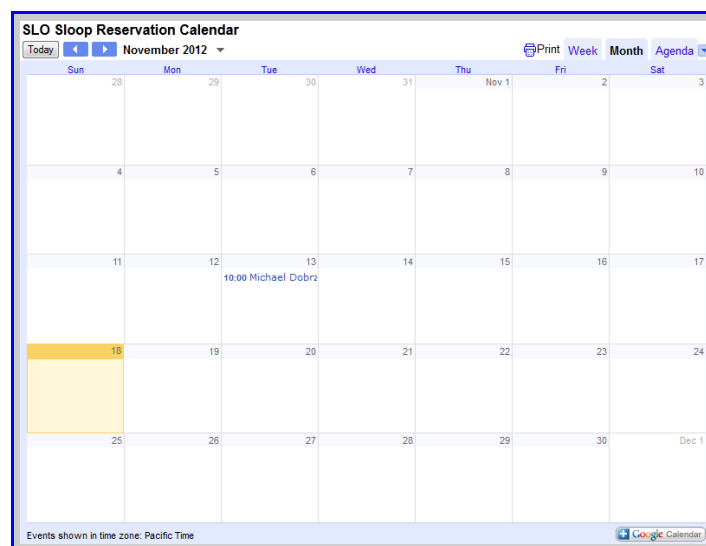 SLO Sloop Reservation Calendar
Today November 2012 Print Week Month Agenda
Sun Mon Tue Wed Thu Fri Sat
28 29 30 31 Nov 1 2 3
4 5 6 7 8 9 10
11 12 13 14 15 16 17
10:00 Michael Dobrz
18 19 20 21 22 23 24
25 26 27 28 29 30 Dec 1
Events shown in time zone: Pacific Time Google Calendar